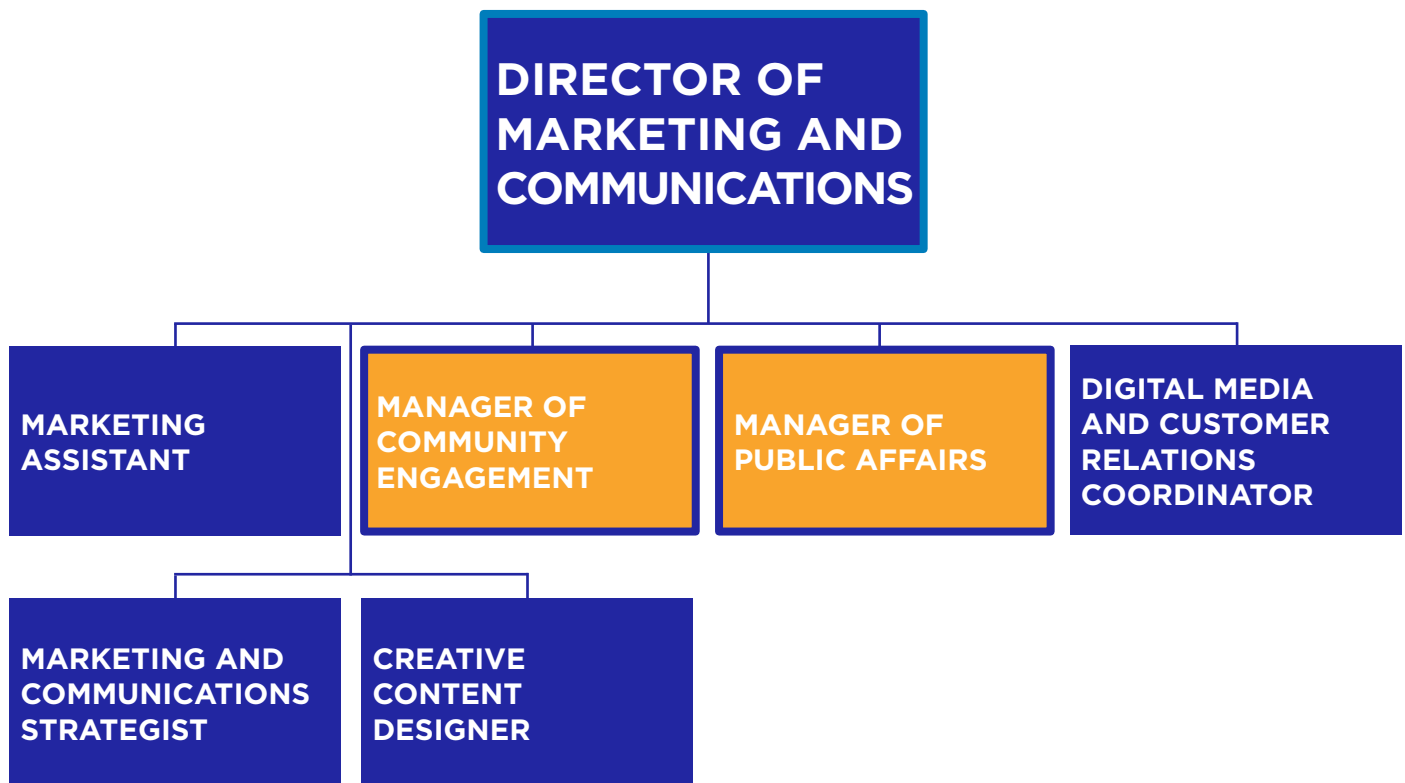 DIRECTOR OF
MARKETING AND
COMMUNICATIONS
MARKETING
ASSISTANT
MANAGER OF
COMMUNITY
ENGAGEMENT
MANAGER OF
PUBLIC AFFAIRS
DIGITAL MEDIA
AND CUSTOMER
RELATIONS
COORDINATOR
MARKETING AND
COMMUNICATIONS
STRATEGIST
CREATIVE
CONTENT
DESIGNER